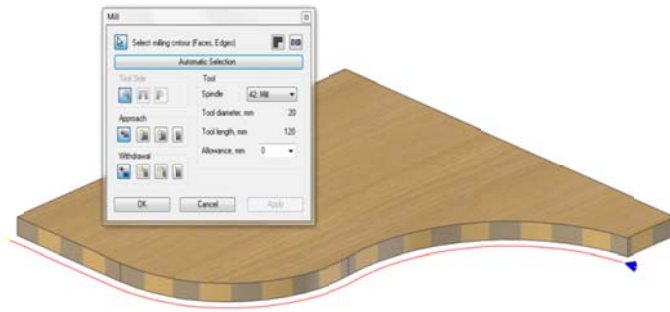 Mill
Select milling cntour (Faces, Edges)
Automatic Selection
Tool Side
Tool
Spindle 42; Mill
Tool diameter, mm 20
Approach
Tool length, mm 120
Allowance, mm 0
Withdrawal
OK Cancel Apply